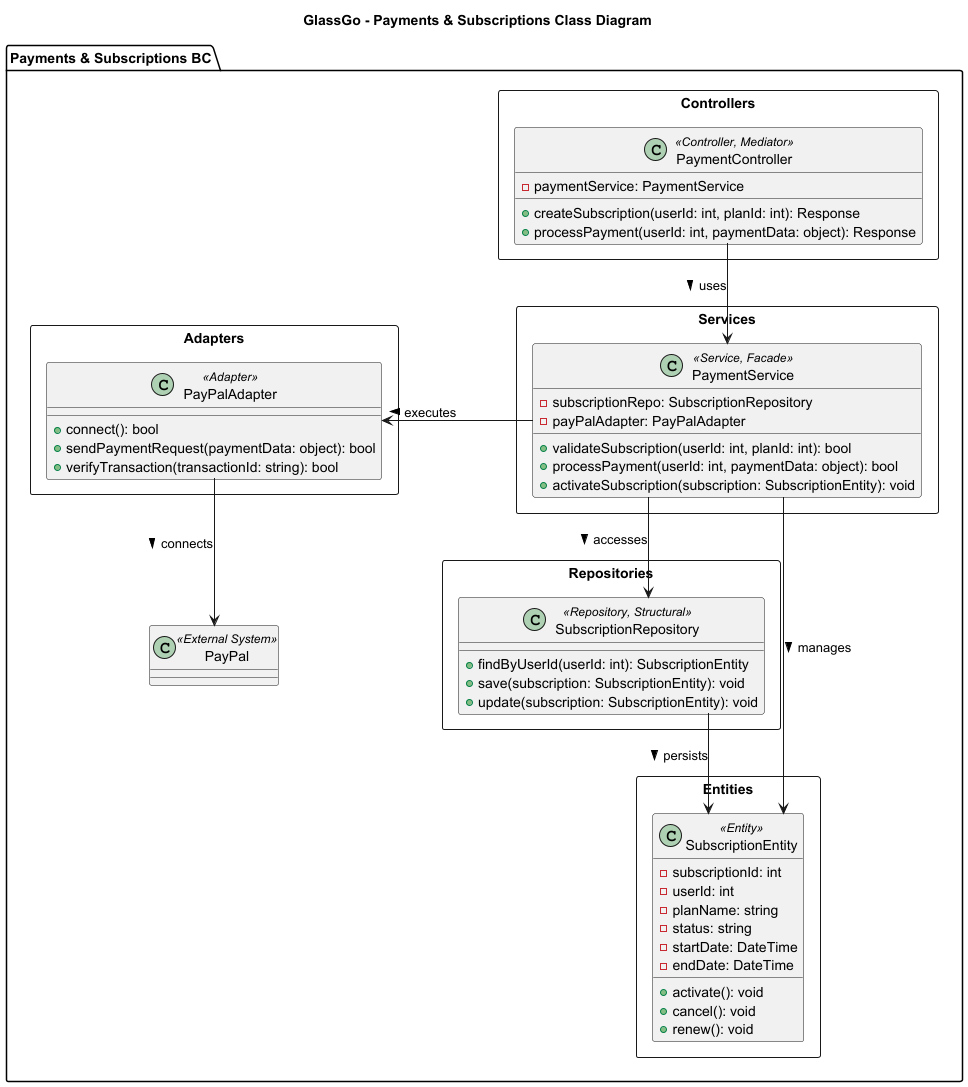 GlassGo - Payments & Subscriptions Class Diagram
Payments & Subscriptions BC
Controllers
C
«Controller, Mediator»
PaymentController
paymentService: PaymentService
createSubscription(userId: int, planId: int): Response
processPayment(userId: int, paymentData: object): Response
uses
Services
C
«Service, Facade»
PaymentService
subscriptionRepo: SubscriptionRepository
payPalAdapter: PayPalAdapter
validateSubscription(userId: int, planId: int): bool
processPayment(userId: int, paymentData: object): bool
activateSubscription(subscription: SubscriptionEntity): void
executes
Adapters
C
«Adapter»
PayPalAdapter
connect(): bool
sendPaymentRequest(paymentData: object): bool
verifyTransaction(transactionId: string): bool
connects
C
«External System»
PayPal
accesses
Repositories
C
«Repository, Structural»
SubscriptionRepository
findByUserId(userId: int): SubscriptionEntity
save(subscription: SubscriptionEntity): void
update(subscription: SubscriptionEntity): void
manages
persists
Entities
C
«Entity»
SubscriptionEntity
subscriptionId: int
userId: int
planName: string
status: string
startDate: DateTime
endDate: DateTime
activate(): void
cancel(): void
renew(): void